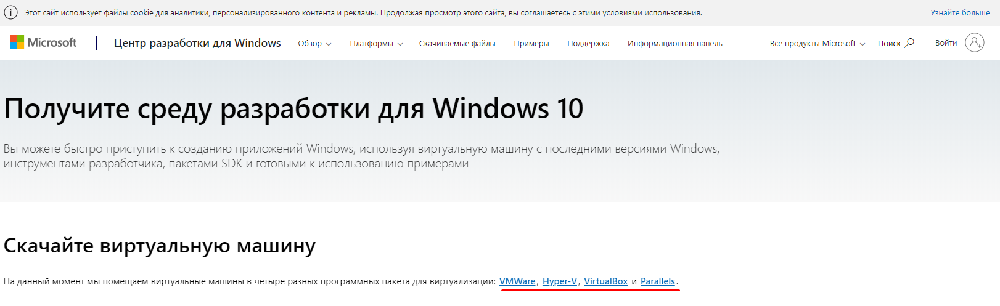 Этот сайт использует файлы cookie для аналитики, персонализированного контента и рекламы. Продолжая просмотр этого сайта, вы соглашаетесь с этими условиями использования. Узнайте больше
Microsoft Центр разработки для Windows Обзор Платформы Скачиваемые файлы Примеры Поддержка Информационная панель Все продукты Microsoft Поиск Войти
Получите среду разработки для Windows 10
Вы можете быстро приступить к созданию приложений Windows, используя виртуальную машину с последними версиями Windows,
инструментами разработчика, пакетами SDK и готовыми к использованию примерами
Скачайте виртуальную машину
На данный момент мы помещаем виртуальные машины в четыре разных программных пакета для виртуализации: VMWare, Hyper-V, VirtualBox и Parallels.